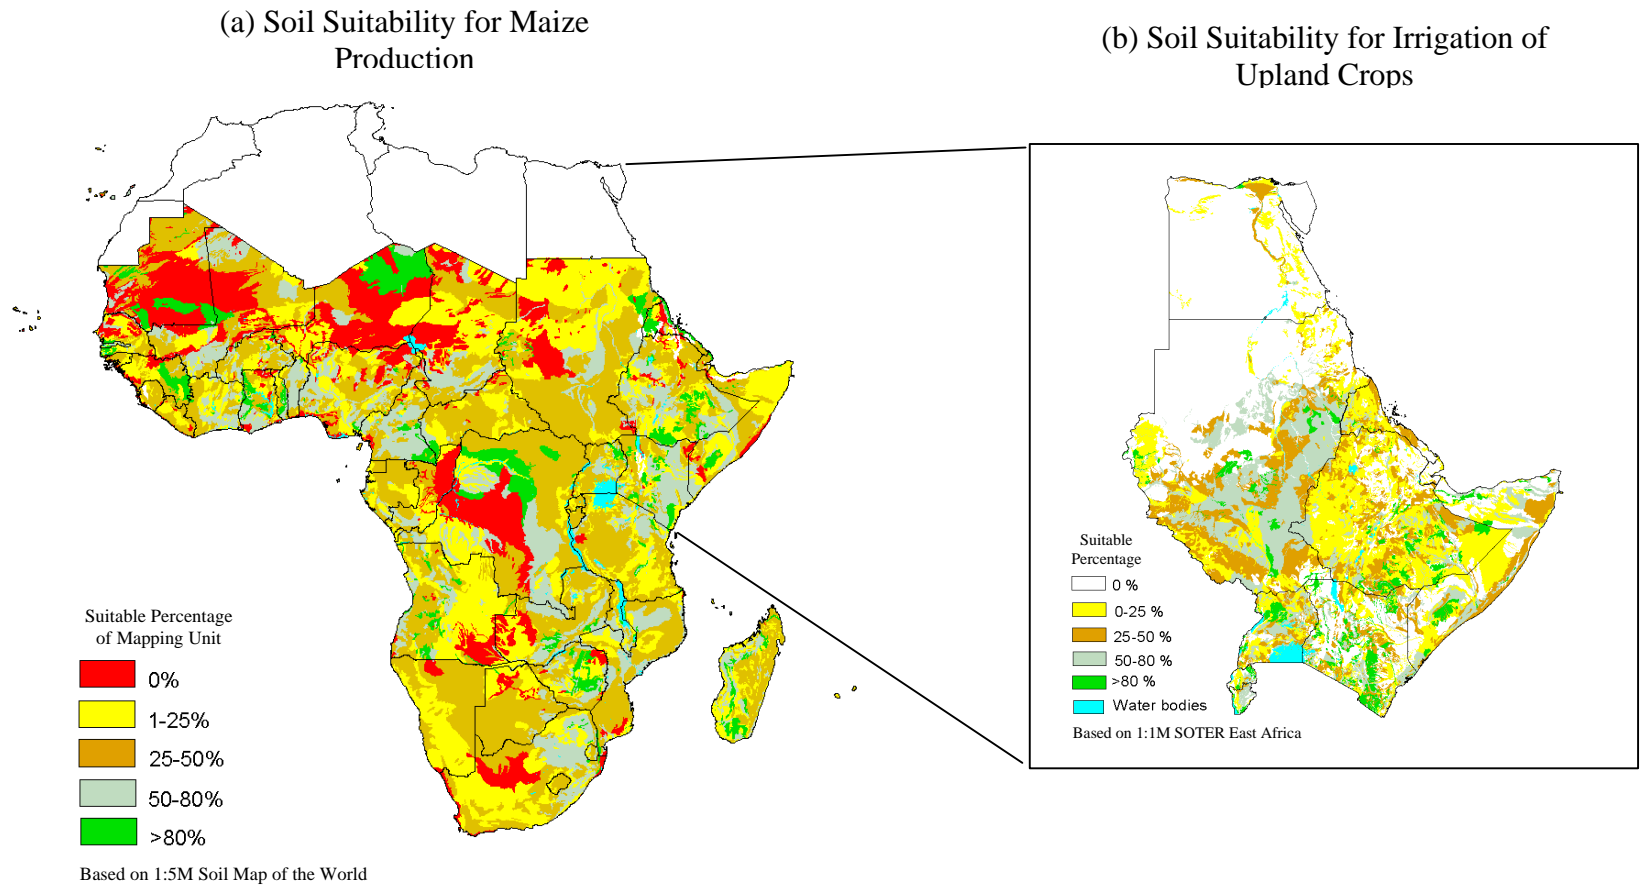 (a) Soil Suitability for Maize
Production
(b) Soil Suitability for Irrigation of
Upland Crops
Suitable Percentage
of Mapping Unit
0%
1-25%
25-50%
50-80%
>80%
Based on 1:5M Soil Map of the World
Suitable
Percentage
0 %
0-25 %
25-50 %
50-80 %
>80 %
Water bodies
Based on 1:1M SOTER East Africa